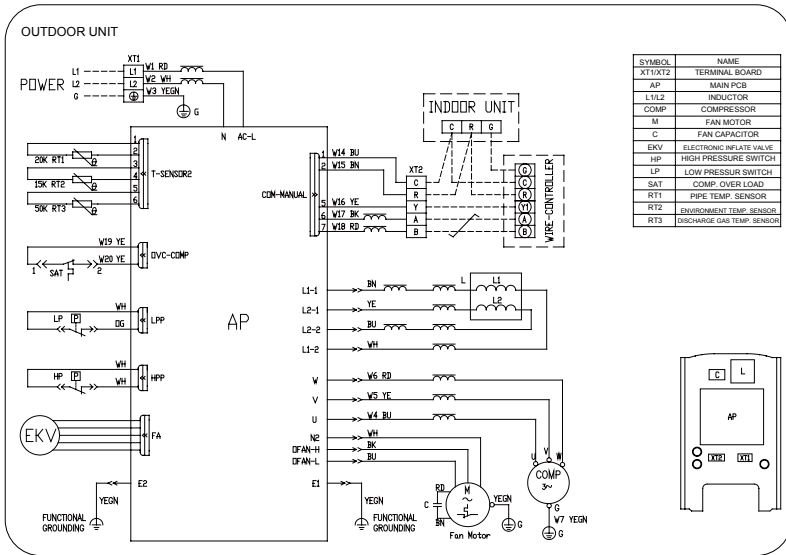 OUTDOOR UNIT
POWER
L1
L2
G
XT1
L1
L2
W1 RD
W2 WH
W3 YEGN
G
N AC-L
INDOOR UNIT
C R G
1
2
3
4
5
6
20K RT1
15K RT2
50K RT3
T-SENSOR2
COM-MANUAL
1
2
5
6
7
W14 BU
W15 BN
W16 YE
W17 BK
W18 RD
XT2
C
R
Y
A
B
G
C
R
Y1
A
B
WIRE-CONTROLLER
W19 YE
W20 YE
1 SAT 2
OVC-COMP
WH
LP P
OG
LPP
WH
HP P
WH
HPP
EKV
FA
E2
YEGN
FUNCTIONAL
GROUNDING
AP
L1-1
L2-1
L2-2
L1-2
BN
YE
BU
WH
L
L1
L2
W
V
U
N2
OFAN-H
OFAN-L
W6 RD
W5 YE
W4 BU
WH
BK
BU
E1
YEGN
FUNCTIONAL
GROUNDING
RD
C
BN
M
~
YEGN
G
Fan Motor
U V W
COMP
3~
G
W7 YEGN
G
SYMBOL NAME
XT1/XT2 TERMINAL BOARD
AP MAIN PCB
L1/L2 INDUCTOR
COMP COMPRESSOR
M FAN MOTOR
C FAN CAPACITOR
EKV ELECTRONIC INFLATE VALVE
HP HIGH PRESSURE SWITCH
LP LOW PRESSUR SWITCH
SAT COMP. OVER LOAD
RT1 PIPE TEMP. SENSOR
RT2 ENVIRONMENT TEMP. SENSOR
RT3 DISCHARGE GAS TEMP. SENSOR
C L
AP
XT2 XT1